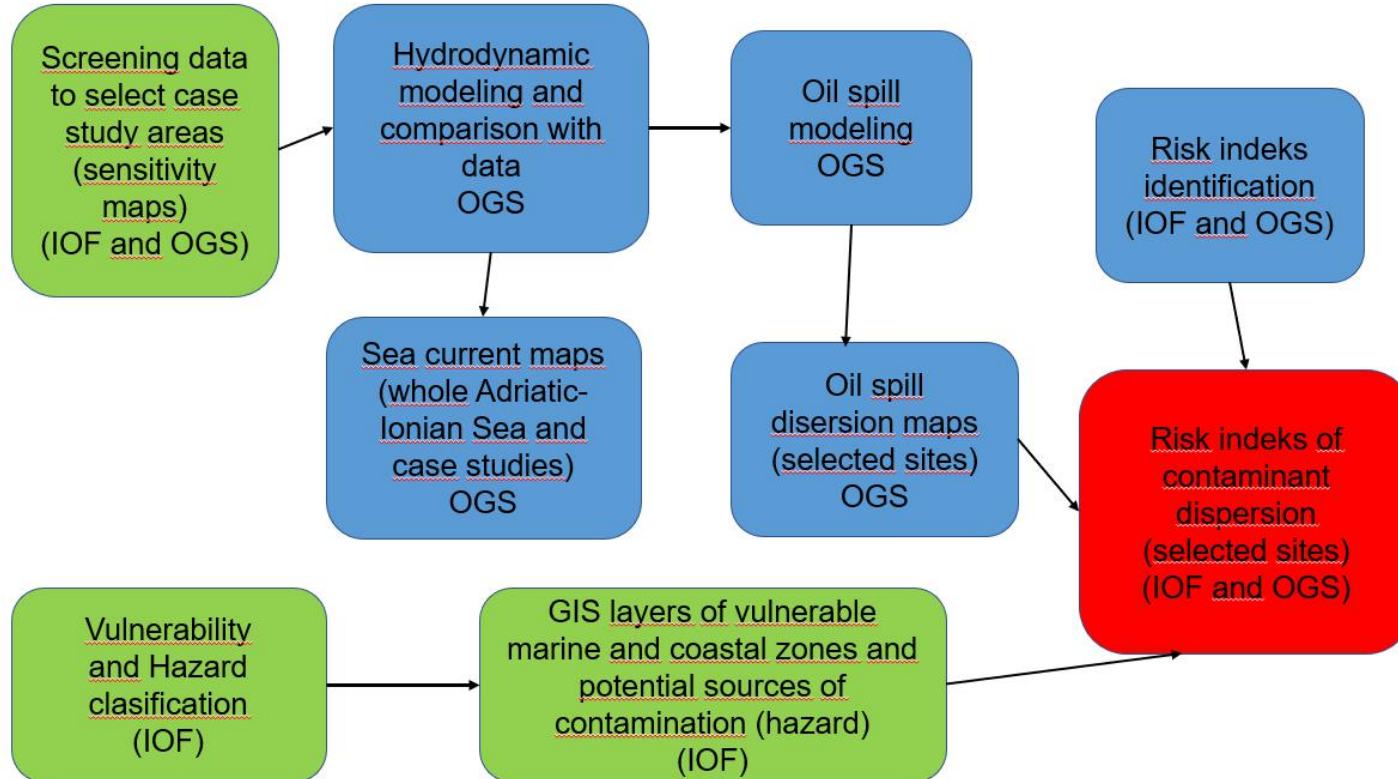 Screening data
to select case
study areas
(sensitivity
maps)
(IOF and OGS)
Hydrodynamic
modeling and
comparison with
data
OGS
Oil spill
modeling
OGS
Risk indeks
identification
(IOF and OGS)
Sea current maps
(whole Adriatic-
Ionian Sea and
case studies)
OGS
Oil spill
disersion maps
(selected sites)
OGS
Risk indeks of
contaminant
dispersion
(selected sites)
(IOF and OGS)
Vulnerability
and Hazard
clasification
(IOF)
GIS layers of vulnerable
marine and coastal zones and
potential sources of
contamination (hazard)
(IOF)